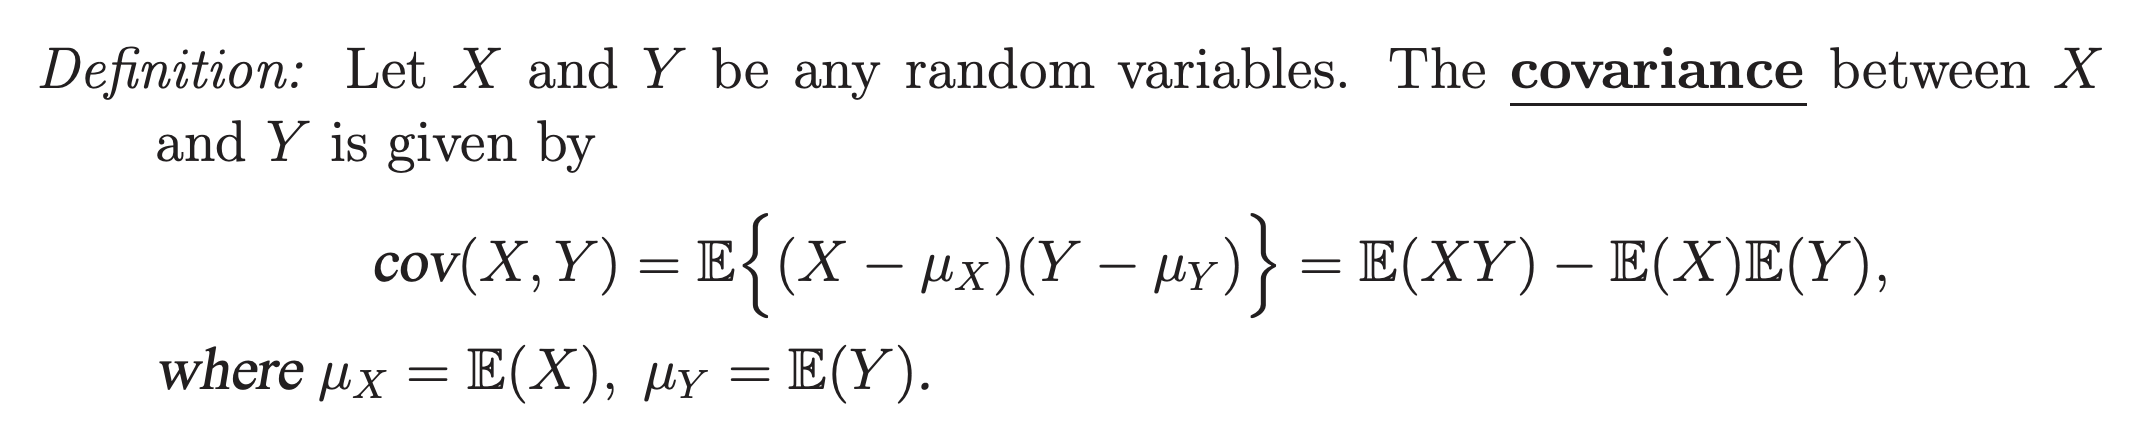 Definition: Let X and Y be any random variables. The covariance between X
and Y is given by
cov(X, Y) = 𝔼{(X − μ_X)(Y − μ_Y)} = 𝔼(XY) − 𝔼(X)𝔼(Y),
where μ_X = 𝔼(X), μ_Y = 𝔼(Y).